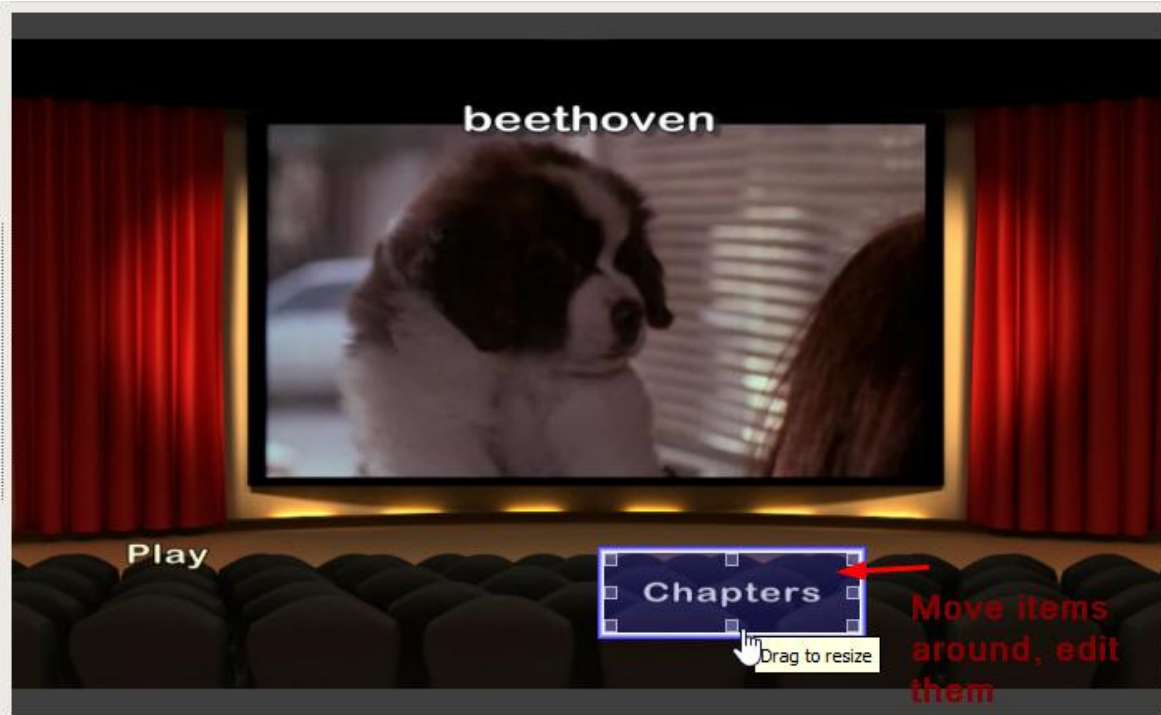 beethoven
Play
Chapters
Drag to resize
Move items
around, edit
them